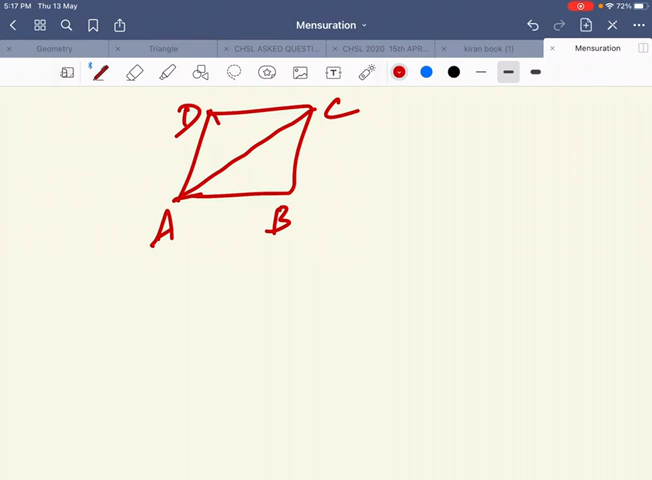 5:17 PM Thu 13 May
72%
Mensuration
Geometry
Triangle
CHSL ASKED QUESTI...
CHSL 2020 15th APR...
kiran book (1)
Mensuration
D C
A B